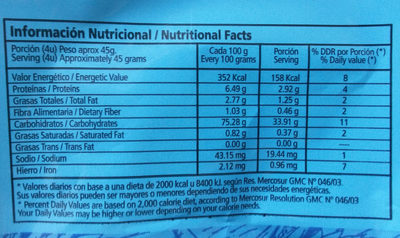 Información Nutricional / Nutritional Facts
Porción (4u) Peso aprox 45g. Cada 100 g Porción % DDR por Porción (*)
Serving (4u) Approximately 45 grams Every 100 grams Serving % Daily value (*)
Valor Energético / Energetic Value 352 Kcal 158 Kcal 8
Proteínas / Proteins 6.49 g 2.92 g 4
Grasas Totales / Total Fat 2.77 g 1.25 g 2
Fibra Alimentaria / Dietary Fiber 1.03 g 0.46 g 2
Carbohidratos / Carbohydrates 75.28 g 33.91 g 11
Grasas Saturadas / Saturated Fat 0.82 g 0.37 g 2
Grasas Trans / Trans Fat 0.00 g 0.00 g ----
Sodio / Sodium 43.15 mg 19.44 mg 1
Hierro / Iron 2.12 mg 0.96 mg 7
* Valores diarios con base a una dieta de 2000 kcal u 8400 kJ. según Res. Mercosur GMC N° 046/03.
Sus valores diarios pueden ser mayores o menores dependiendo de sus necesidades energéticas.
* Percent Daily Values are based on 2,000 calorie diet, according to Mercosur Resolution GMC N° 046/03
Your Daily Values may be higher or lower depending on your calorie needs.